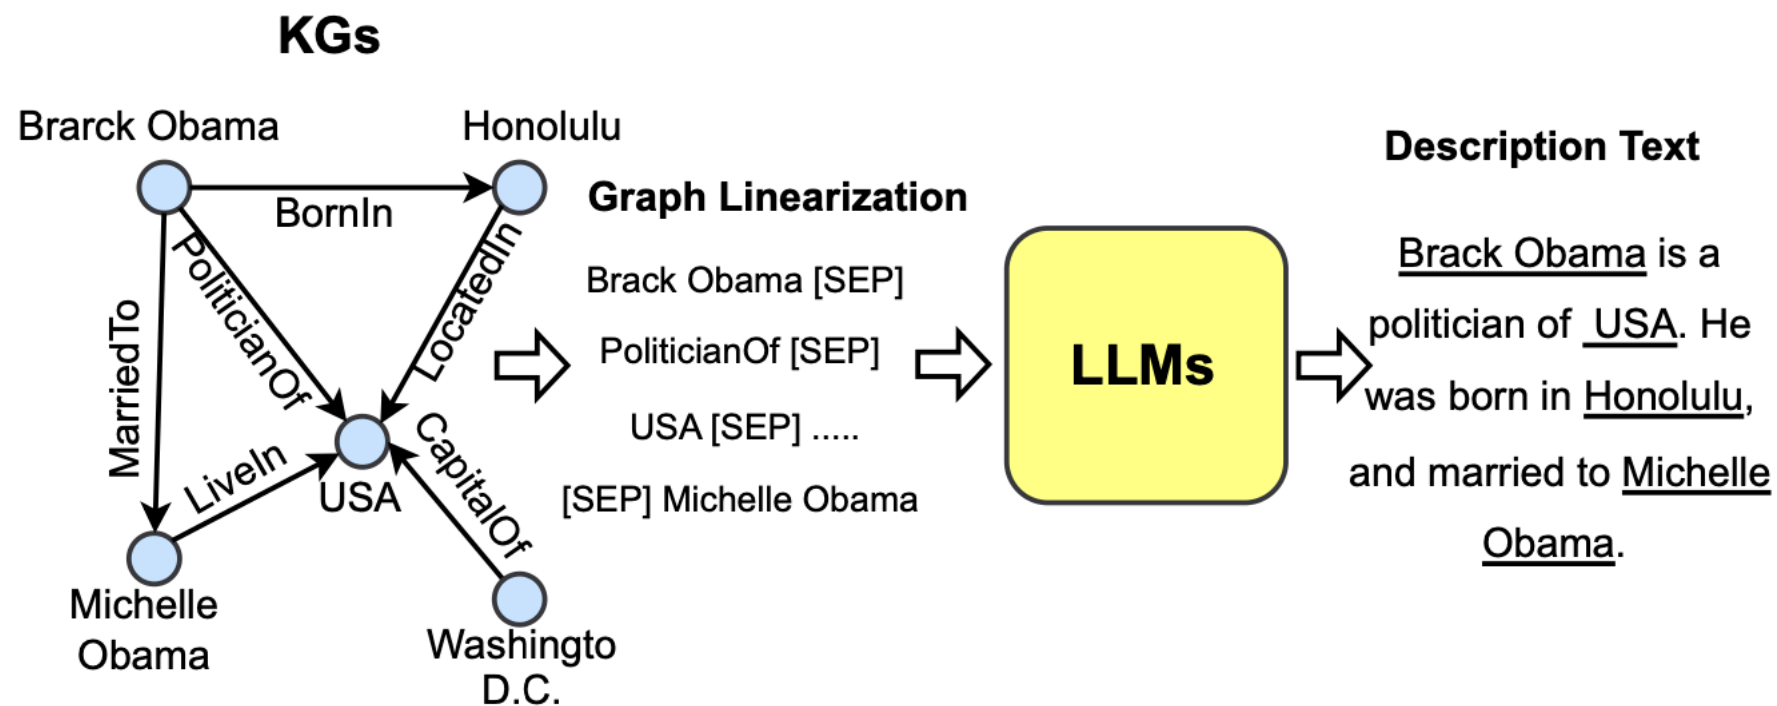 KGs
Brarck Obama
Honolulu
BornIn
PoliticianOf
LocatedIn
MarriedTo
LiveIn
USA
CapitalOf
Michelle
Obama
Washingto
D.C.
Graph Linearization
Brack Obama [SEP]
PoliticianOf [SEP]
USA [SEP] .....
[SEP] Michelle Obama
LLMs
Description Text
Brack Obama is a
politician of USA. He
was born in Honolulu,
and married to Michelle
Obama.